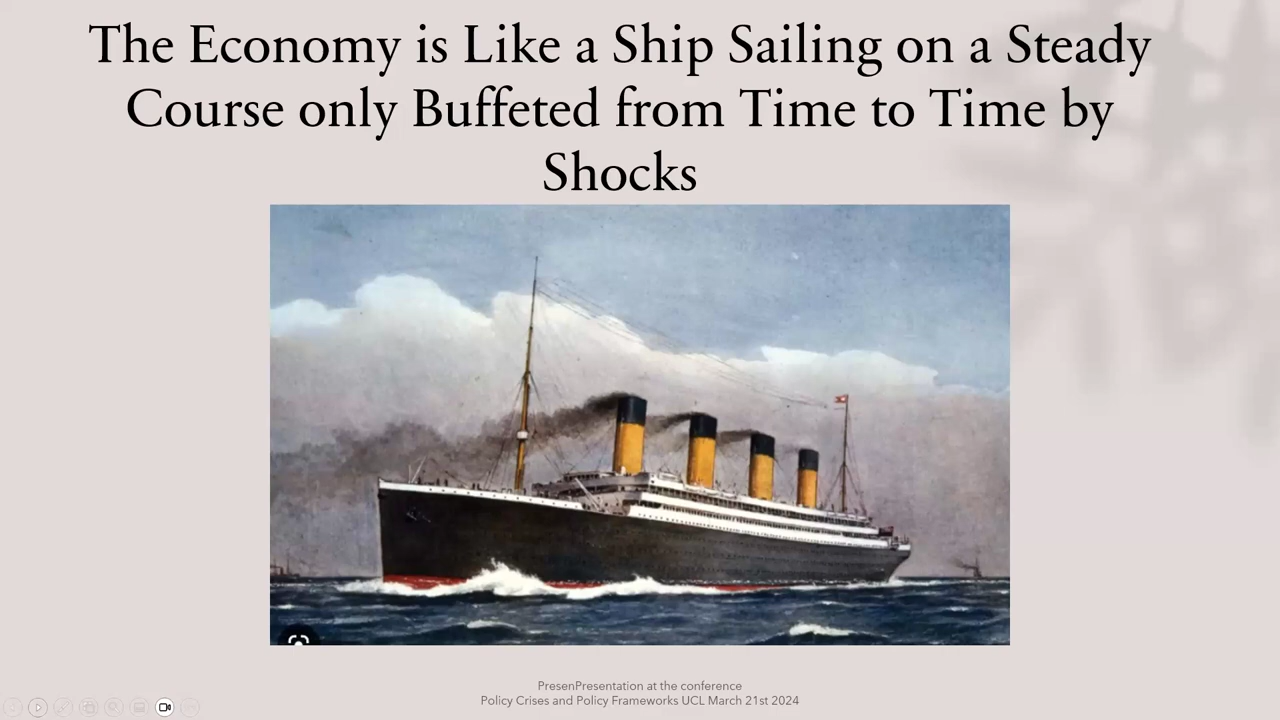 The Economy is Like a Ship Sailing on a Steady
Course only Buffeted from Time to Time by
Shocks
PresenPresentation at the conference
Policy Crises and Policy Frameworks UCL March 21st 2024